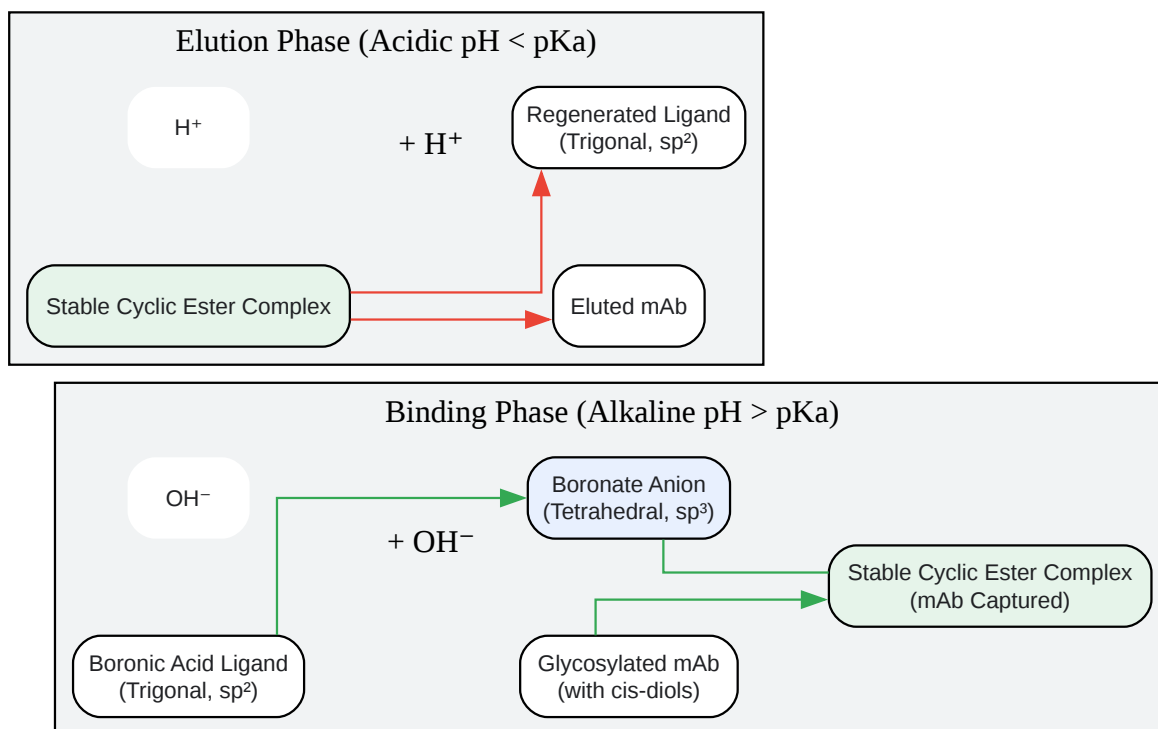 Elution Phase (Acidic pH < pKa)
H⁺
+ H⁺
Regenerated Ligand
(Trigonal, sp²)
Stable Cyclic Ester Complex
Eluted mAb
Binding Phase (Alkaline pH > pKa)
OH⁻
+ OH⁻
Boronate Anion
(Tetrahedral, sp³)
Stable Cyclic Ester Complex
(mAb Captured)
Boronic Acid Ligand
(Trigonal, sp²)
Glycosylated mAb
(with cis-diols)